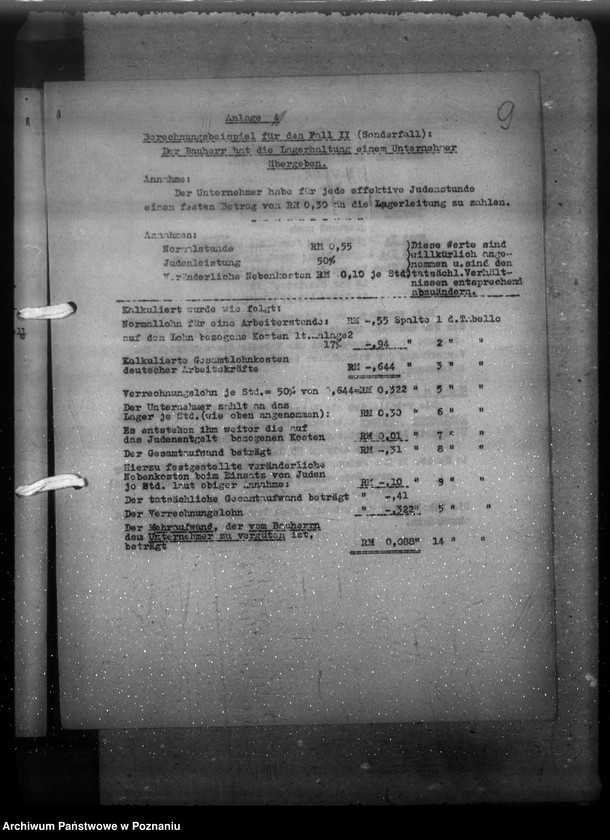 9
Anlage 4
Berechnungsbeispiel für den Fall II (Sonderfall):
Der Bauherr hat die Lagerhaltung einem Unternehmer
übergeben.
Annahme:
Der Unternehmer habe für jede effektive Judenstunde
einen festen Betrag von RM 0,30 an die Lagerleitung zu zahlen.
Annahmen:
Normalstunde RM 0,55 )Diese Werte sind
Judenleistung 50% )willkürlich ange-
)nommen u.sind den
Veränderliche Nebenkosten RM 0,10 je Std)tatsächl.Verhält-
nissen entsprechend
abzuändern.
Kalkuliert wurde wie folgt:
Normallohn für eine Arbeiterstunde: RM -,55 Spalte 1 d.Tabelle
auf den Lohn bezogene Kosten lt.Anlage2
17% -,94 " 2 " "
Kalkulierte Gesamtlohnkosten
deutscher Arbeitskräfte RM -,644 " 3 " "
Verrechnungslohn je Std.= 50% von 0,644=RM 0,322 " 5 " "
Der Unternehmer zahlt an das
Lager je Std.(wie oben angenommen): RM 0.30 " 6 " "
Es entstehen ihm weiter die auf
das Judenentgelt bezogenen Kosten RM 0,01 " 7 " "
Der Gesamtaufwand beträgt RM -,31 " 8 " "
Hierzu festgestellte veränderliche
Nebenkosten beim Einsatz von Juden
je Std. laut obiger Annahme: RM -,10 " 9 " "
Der tatsächliche Gesamtaufwand beträgt " -,41
Der Verrechnungslohn " -,322" 5 " "
Der Mehraufwand, der vom Bauherrn
dem Unternehmer zu vergüten ist,
beträgt RM 0,088" 14 " "
Archiwum Państwowe w Poznaniu